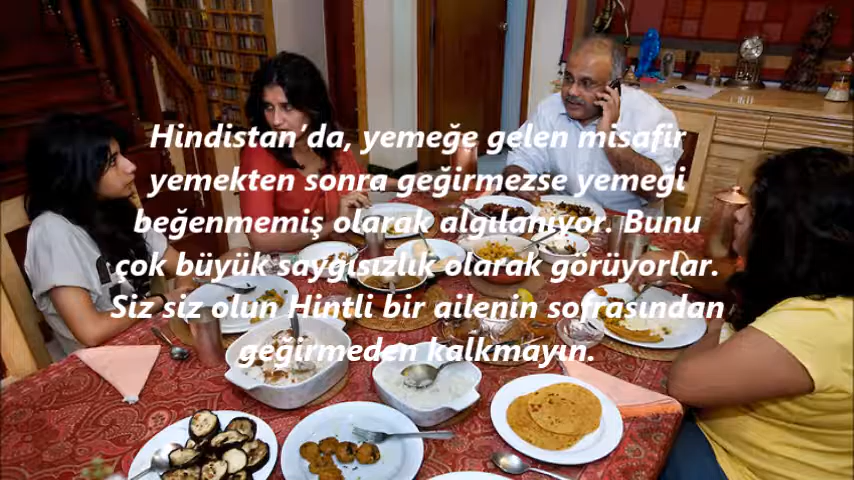 Hindistan'da, yemeğe gelen misafir
yemekten sonra geğirmezse yemeği
beğenmemiş olarak algılanıyor. Bunu
çok büyük saygısızlık olarak görüyorlar.
Siz siz olun Hintli bir ailenin sofrasından
geğirmeden kalkmayın.